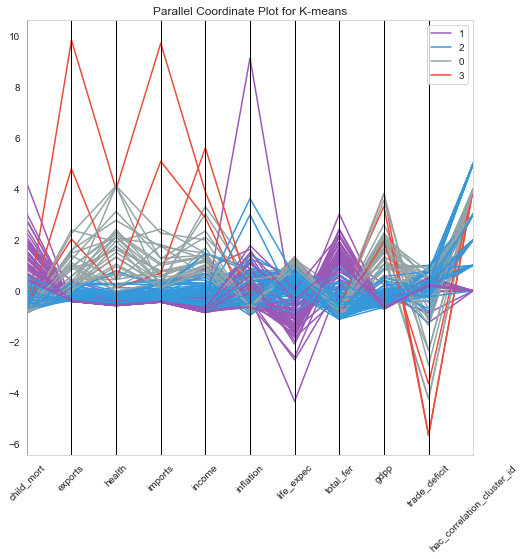 Parallel Coordinate Plot for K-means
1
2
0
3
10
8
6
4
2
0
−2
−4
−6
child_mort
exports
health
imports
income
inflation
life_expec
total_fer
gdpp
trade_deficit
hac_correlation_cluster_id